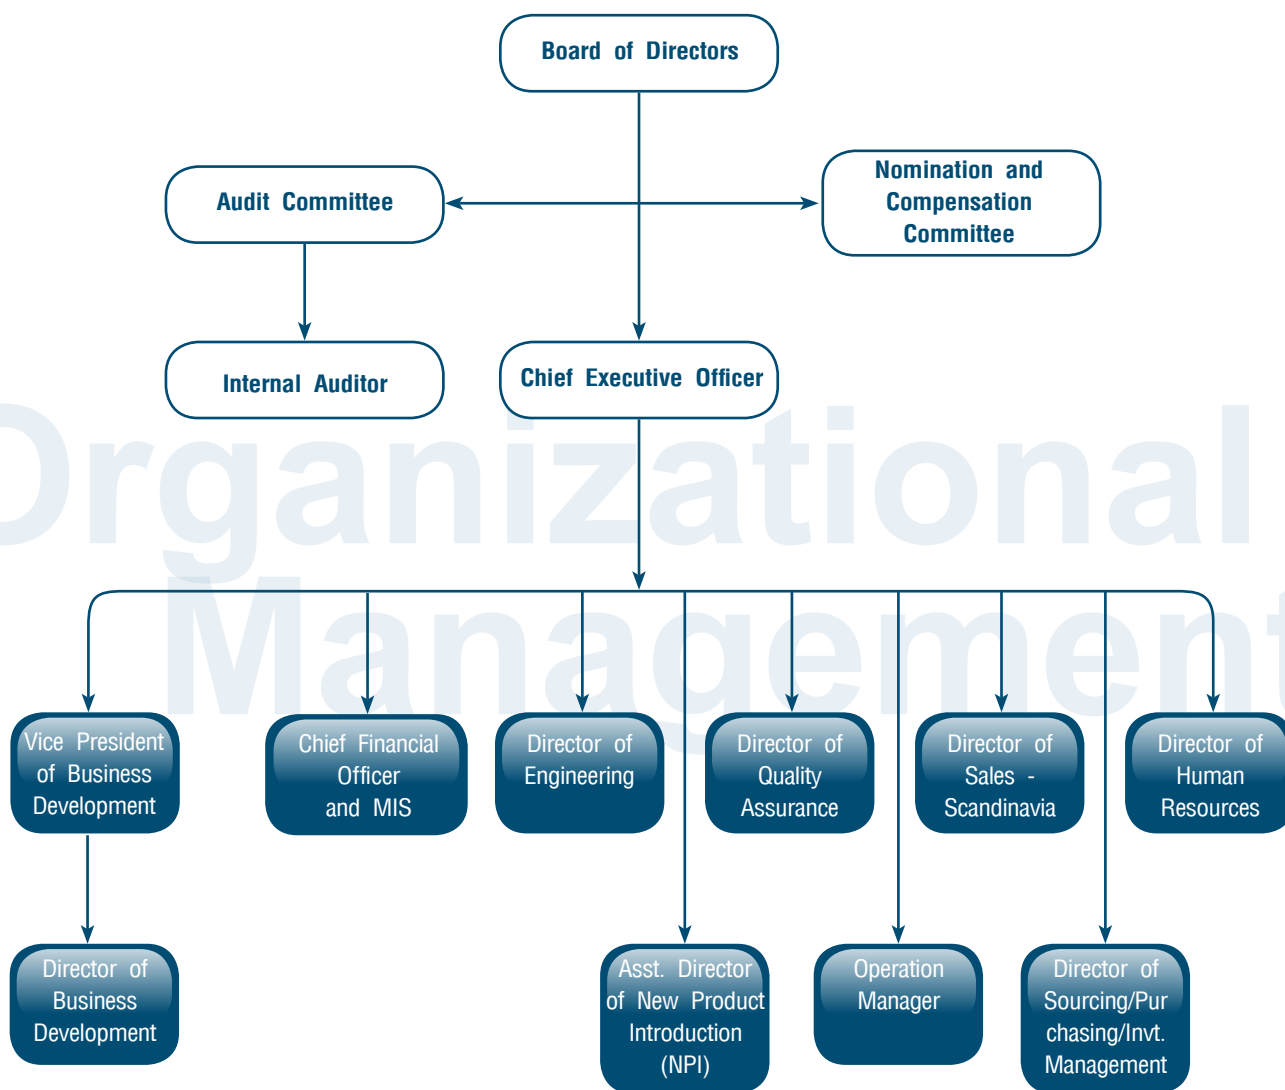 Board of Directors
Audit Committee
Nomination and
Compensation
Committee
Internal Auditor
Chief Executive Officer
Organizational
Management
Vice President
of Business
Development
Chief Financial
Officer
and MIS
Director of
Engineering
Director of
Quality
Assurance
Director of
Sales -
Scandinavia
Director of
Human
Resources
Director of
Business
Development
Asst. Director
of New Product
Introduction
(NPI)
Operation
Manager
Director of
Sourcing/Pur
chasing/Invt.
Management